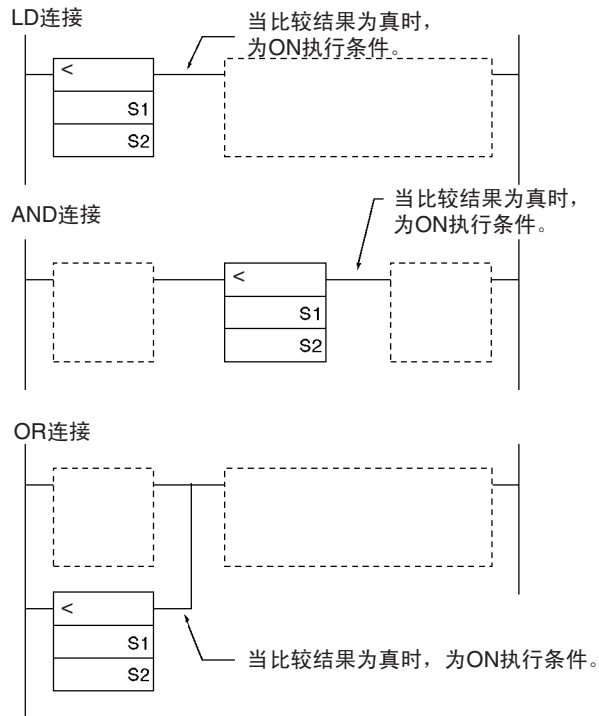 LD连接
当比较结果为真时，
为ON执行条件。
<
S1
S2
AND连接
当比较结果为真时，
为ON执行条件。
<
S1
S2
OR连接
<
S1
S2
当比较结果为真时，为ON执行条件。